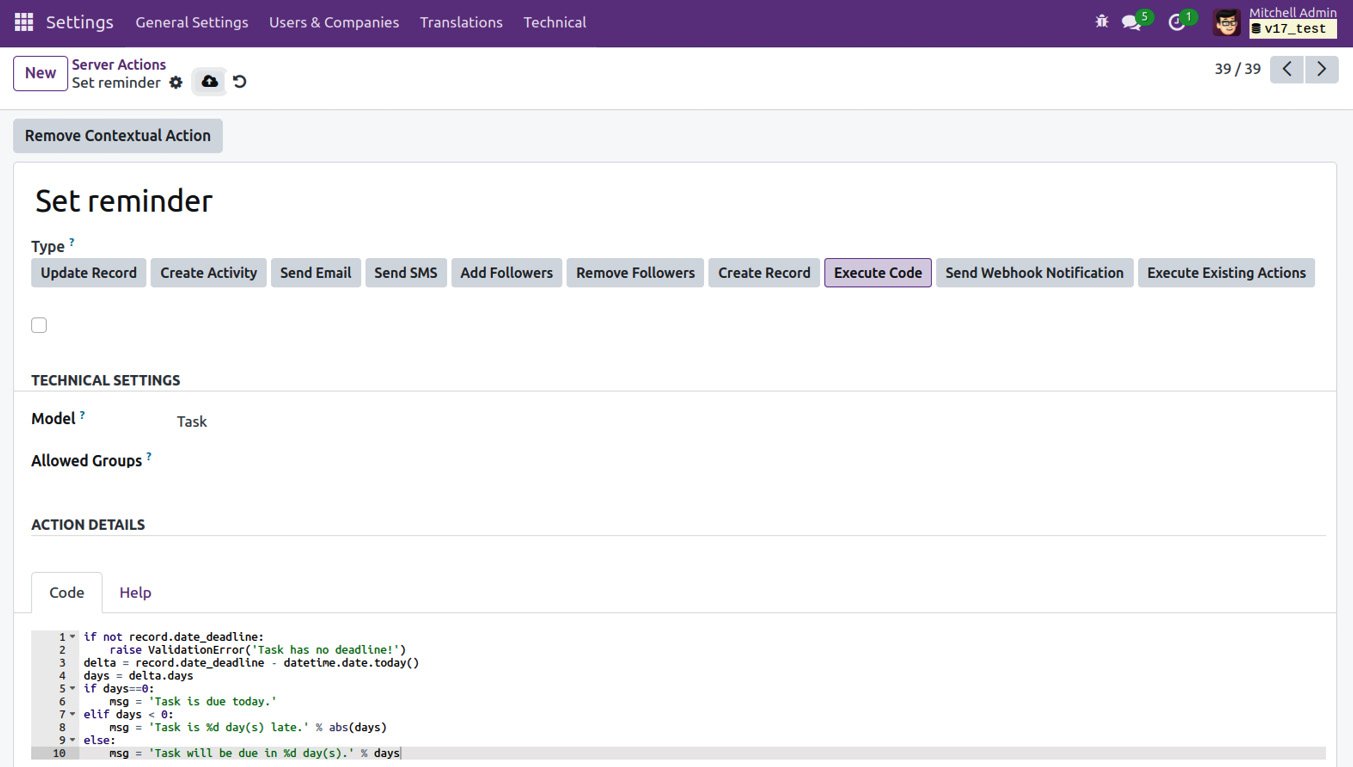 Settings General Settings Users & Companies Translations Technical 5 1 Mitchell Admin
v17_test
New Server Actions
Set reminder 39 / 39
Remove Contextual Action
Set reminder
Type ?
Update Record Create Activity Send Email Send SMS Add Followers Remove Followers Create Record Execute Code Send Webhook Notification Execute Existing Actions
TECHNICAL SETTINGS
Model ? Task
Allowed Groups ?
ACTION DETAILS
Code Help
1 if not record.date_deadline:
2 raise ValidationError('Task has no deadline!')
3 delta = record.date_deadline - datetime.date.today()
4 days = delta.days
5 if days==0:
6 msg = 'Task is due today.'
7 elif days < 0:
8 msg = 'Task is %d day(s) late.' % abs(days)
9 else:
10 msg = 'Task will be due in %d day(s).' % days